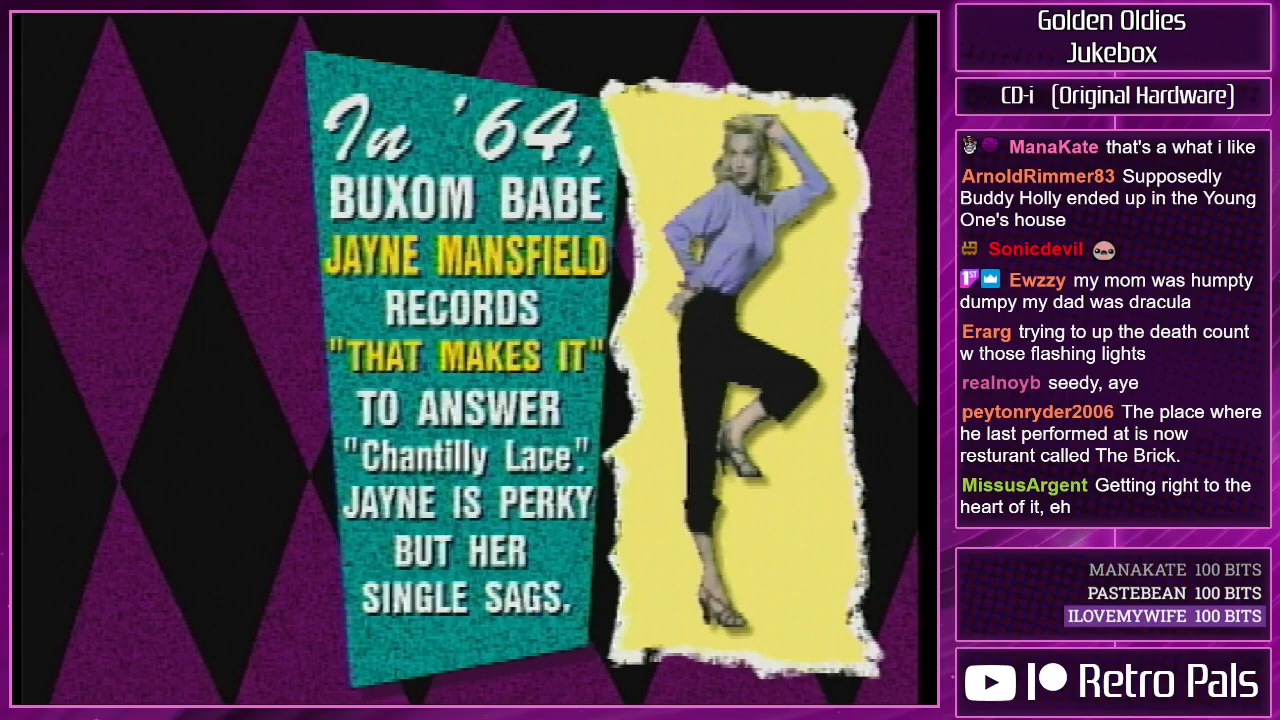 In '64,
BUXOM BABE
JAYNE MANSFIELD
RECORDS
"THAT MAKES IT"
TO ANSWER
"Chantilly Lace".
JAYNE IS PERKY
BUT HER
SINGLE SAGS.
Golden Oldies
Jukebox
CD-i (Original Hardware)
ManaKate that's a what i like
ArnoldRimmer83 Supposedly
Buddy Holly ended up in the Young
One's house
Sonicdevil
Ewzzy my mom was humpty
dumpy my dad was dracula
Erarg trying to up the death count
w those flashing lights
realnoyb seedy, aye
peytonryder2006 The place where
he last performed at is now
resturant called The Brick.
MissusArgent Getting right to the
heart of it, eh
MANAKATE 100 BITS
PASTEBEAN 100 BITS
ILOVEMYWIFE 100 BITS
Retro Pals